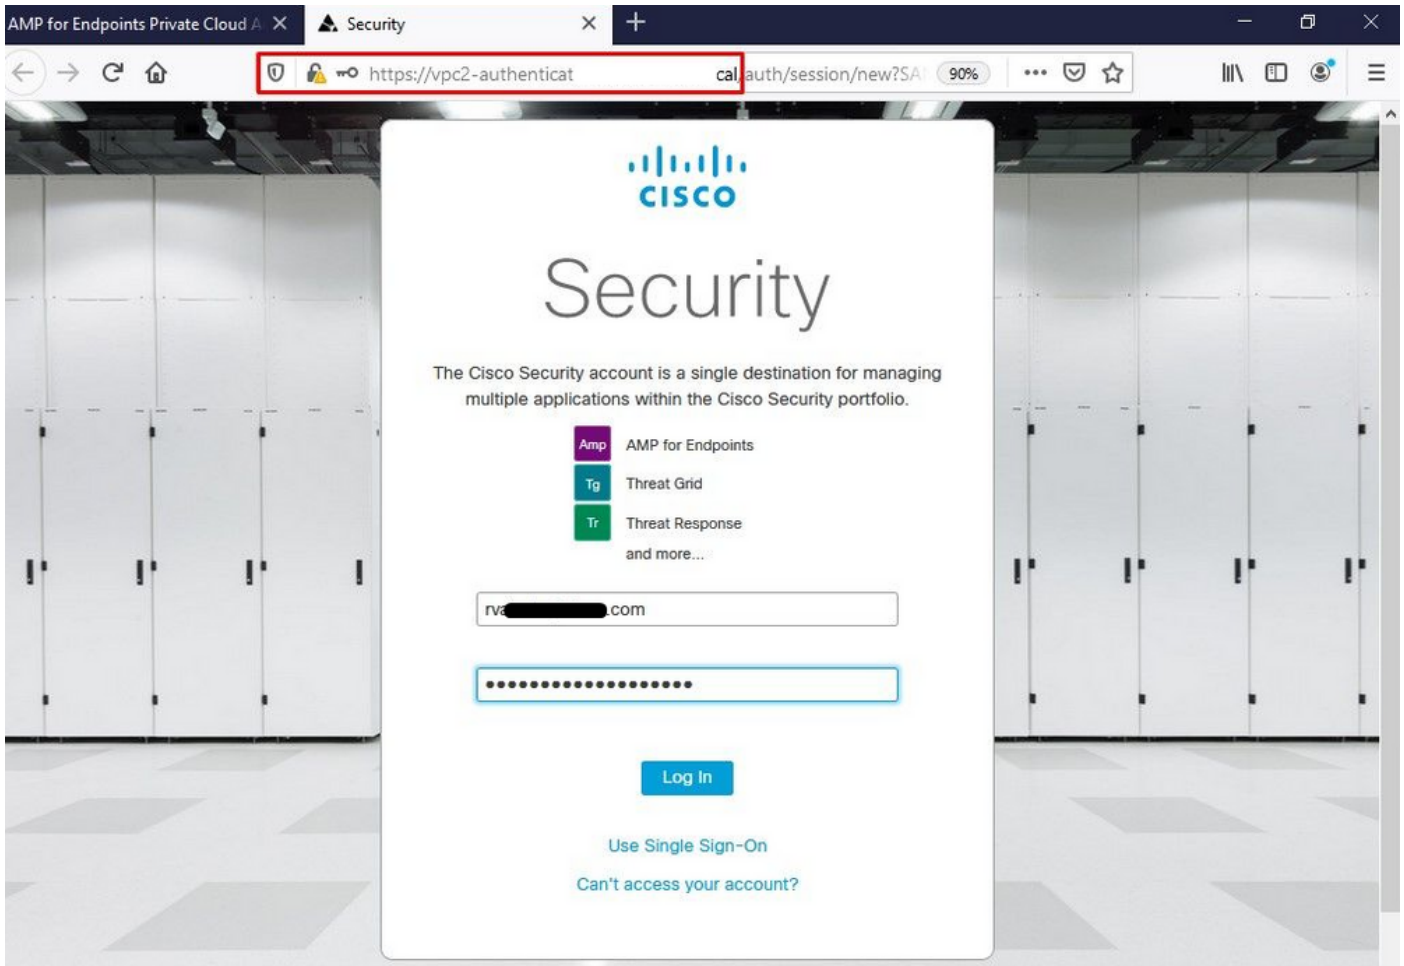 AMP for Endpoints Private Cloud A
Security
https://vpc2-authenticat cal/auth/session/new?SA
90%
CISCO
Security
The Cisco Security account is a single destination for managing
multiple applications within the Cisco Security portfolio.
Amp AMP for Endpoints
Tg Threat Grid
Tr Threat Response
and more...
rva .com
Log In
Use Single Sign-On
Can't access your account?